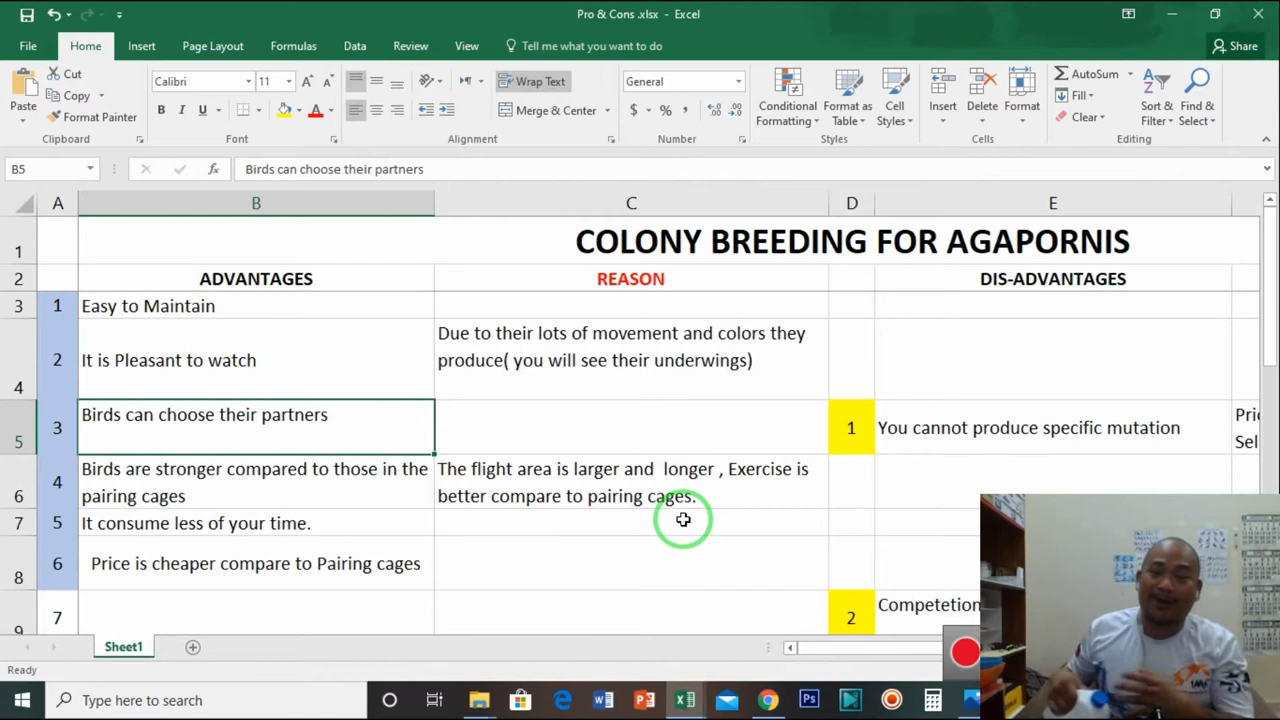 Pro & Cons .xlsx - Excel
File
Home
Insert
Page Layout
Formulas
Data
Review
View
Tell me what you want to do
Share
Paste
Cut
Copy
Format Painter
Clipboard
Calibri
11
B I U
Font
Wrap Text
Merge & Center
Alignment
General
$ % ,
Number
Conditional
Formatting
Format as
Table
Cell
Styles
Styles
Insert
Delete
Format
Cells
AutoSum
Fill
Clear
Sort &
Filter
Find &
Select
Editing
B5
fx
Birds can choose their partners
A B C D E
1
COLONY BREEDING FOR AGAPORNIS
2
ADVANTAGES
REASON
DIS-ADVANTAGES
3
1
Easy to Maintain
4
2
It is Pleasant to watch
Due to their lots of movement and colors they
produce( you will see their underwings)
5
3
Birds can choose their partners
1
You cannot produce specific mutation
6
4
Birds are stronger compared to those in the
pairing cages
The flight area is larger and longer , Exercise is
better compare to pairing cages.
7
5
It consume less of your time.
8
6
Price is cheaper compare to Pairing cages
9
7
2
Competetion
Sheet1
Ready
Type here to search